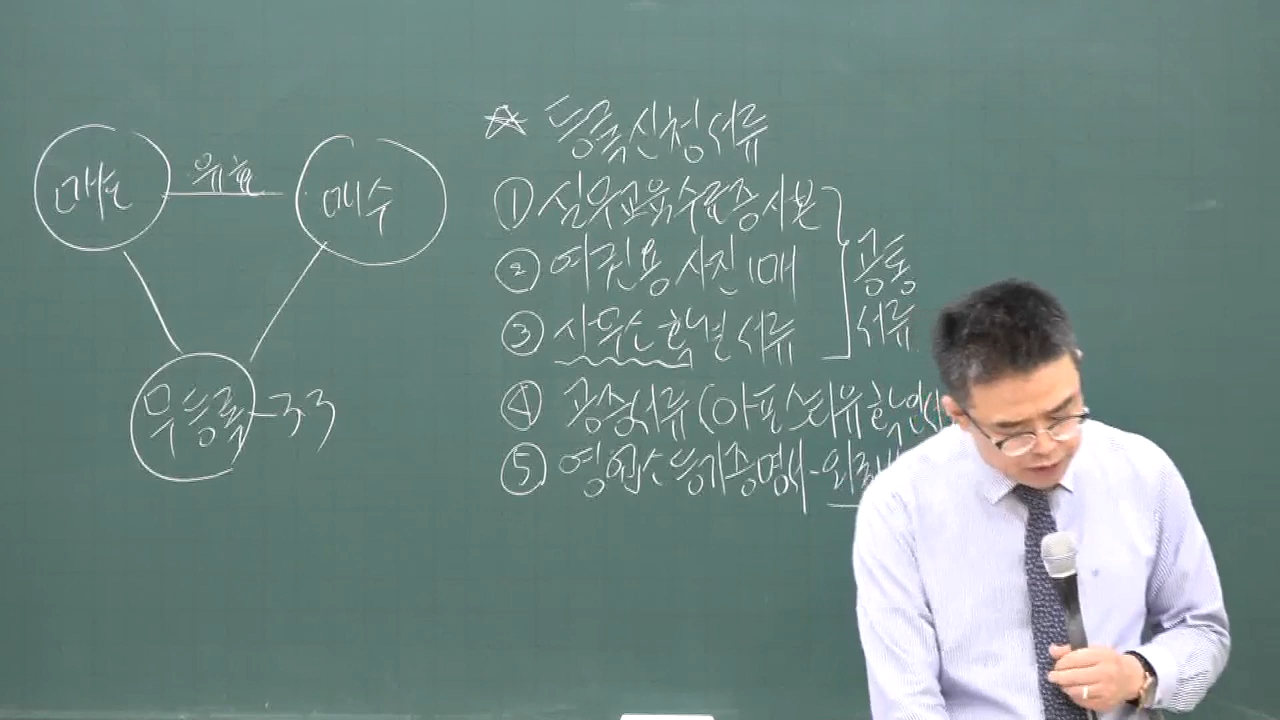 매도
유효
매수
무등록 - 33
☆ 등록신청서류
① 실무교육수료증사본
② 여권용 사진 1매
③ 사무소 확보 서류
공통
서류
④ 공증서류(아포스티유 확인서
⑤ 영업소 등기증명서 - 외국